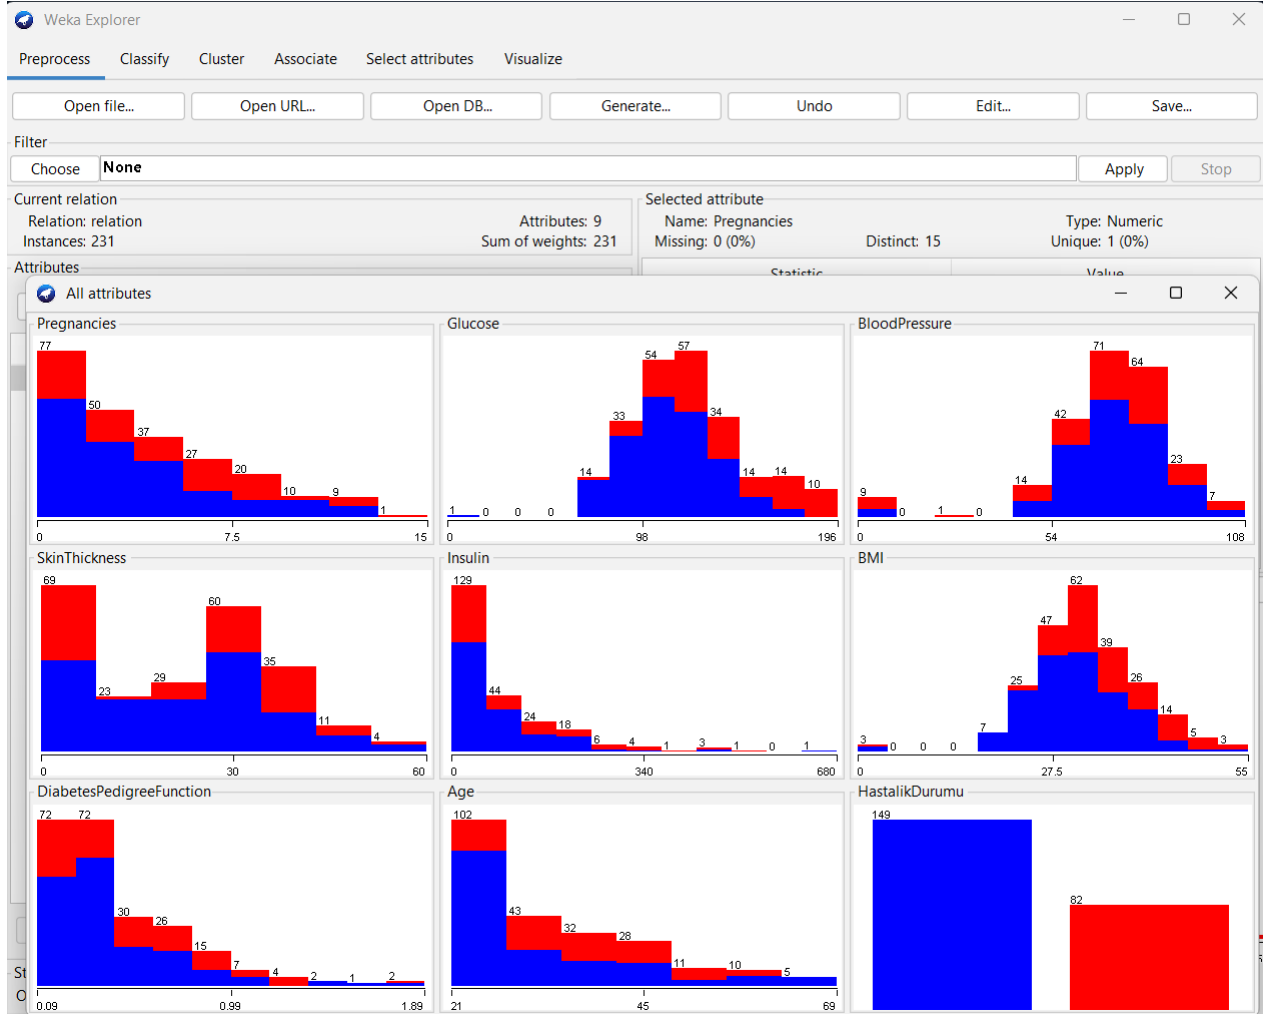 Weka Explorer
Preprocess Classify Cluster Associate Select attributes Visualize
Open file... Open URL... Open DB... Generate... Undo Edit... Save...
Filter
Choose None Apply Stop
Current relation
Relation: relation Attributes: 9
Instances: 231 Sum of weights: 231
Selected attribute
Name: Pregnancies Type: Numeric
Missing: 0 (0%) Distinct: 15 Unique: 1 (0%)
Attributes
Statistic Value
All attributes
Pregnancies
77 50 37 27 20 10 9 1
0 7.5 15
Glucose
1 0 0 0 14 33 54 57 34 14 14 10
0 98 196
BloodPressure
9 0 1 0 14 42 71 64 23 7
0 54 108
SkinThickness
69 23 29 60 35 11 4
0 30 60
Insulin
129 44 24 18 6 4 1 3 1 0 1
0 340 680
BMI
3 0 0 0 7 25 47 62 39 26 14 5 3
0 27.5 55
DiabetesPedigreeFunction
72 72 30 26 15 7 4 2 1 2
0.09 0.99 1.89
Age
102 43 32 28 11 10 5
21 45 69
HastalikDurumu
149 82
St
O